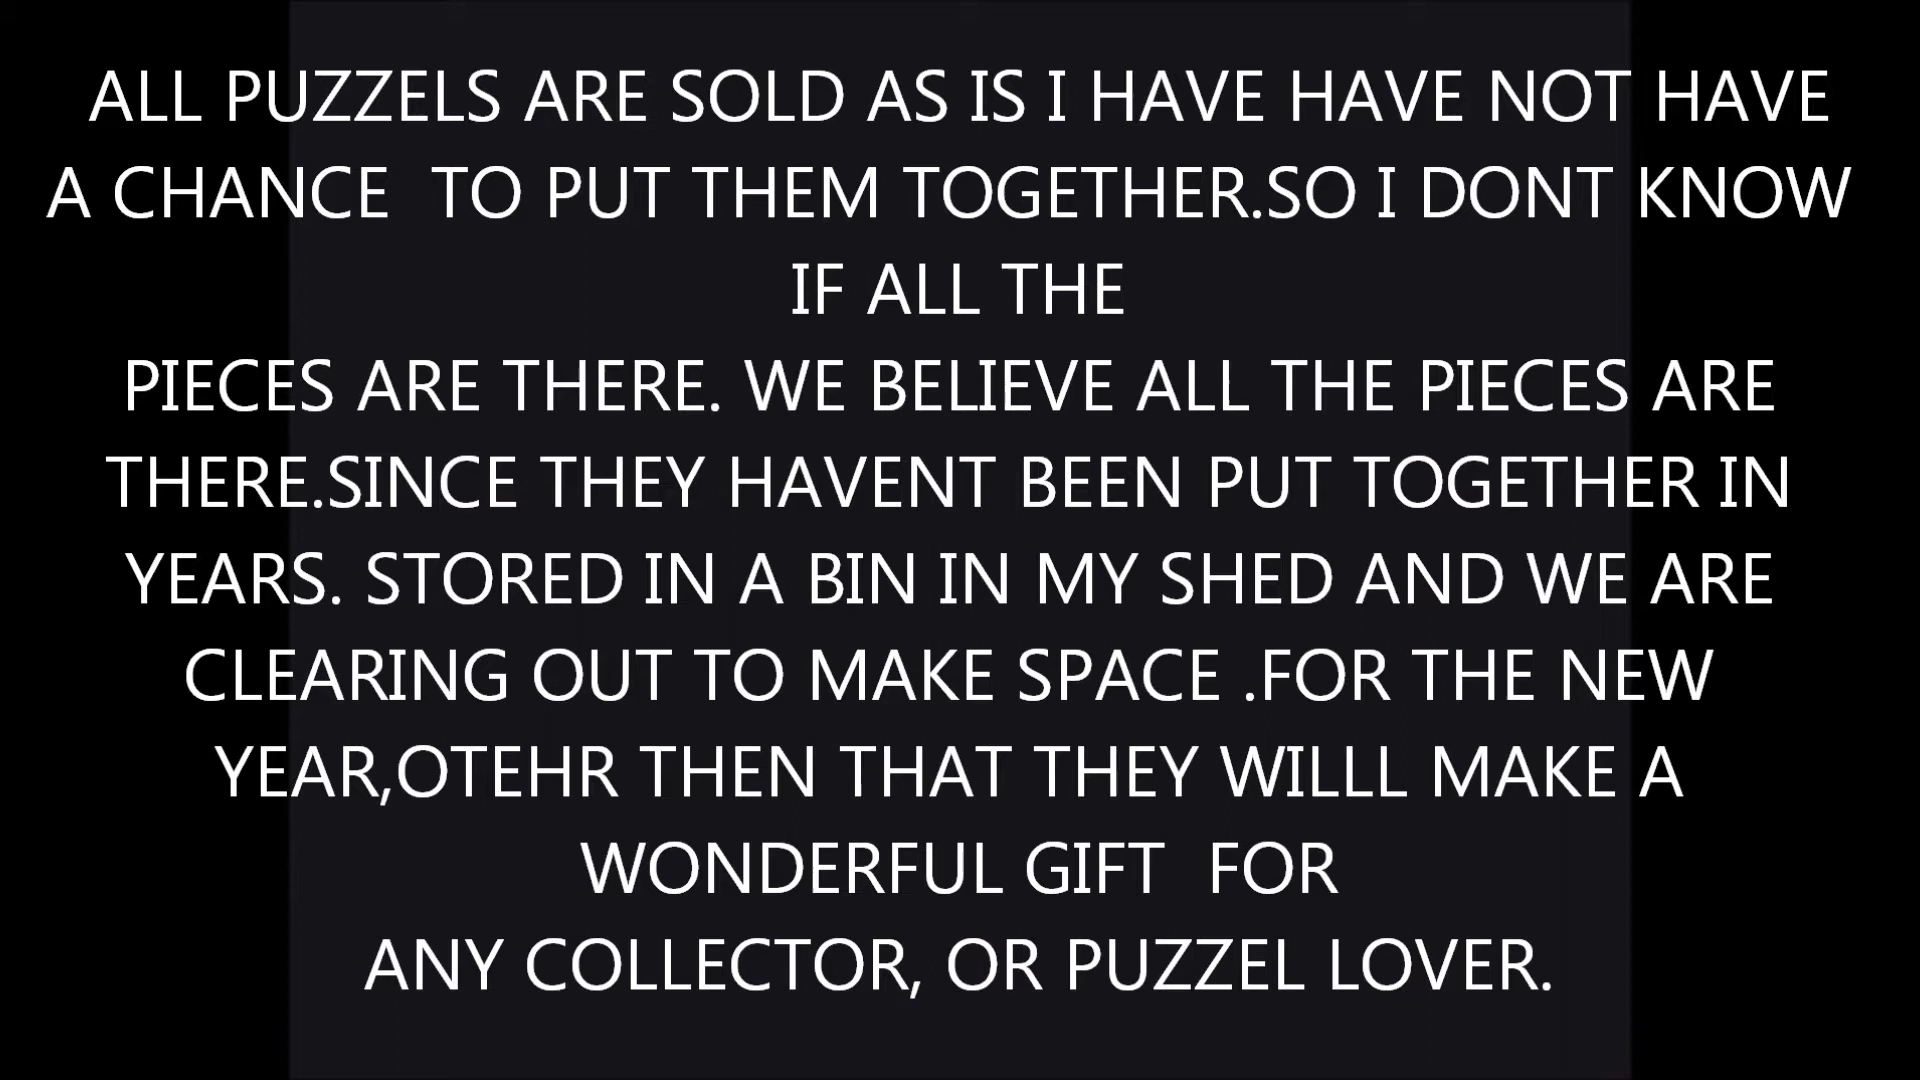 ALL PUZZELS ARE SOLD AS IS I HAVE HAVE NOT HAVE
A CHANCE  TO PUT THEM TOGETHER.SO I DONT KNOW
IF ALL THE
PIECES ARE THERE. WE BELIEVE ALL THE PIECES ARE
THERE.SINCE THEY HAVENT BEEN PUT TOGETHER IN
YEARS. STORED IN A BIN IN MY SHED AND WE ARE
CLEARING OUT TO MAKE SPACE .FOR THE NEW
YEAR,OTEHR THEN THAT THEY WILLL MAKE A
WONDERFUL GIFT  FOR
ANY COLLECTOR, OR PUZZEL LOVER.